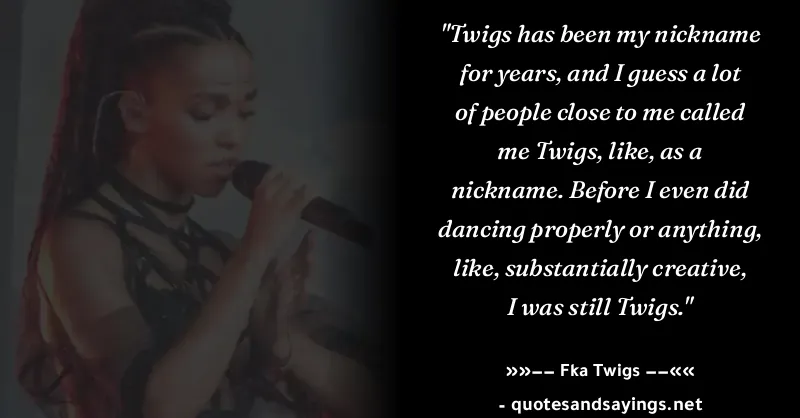 "Twigs has been my nickname
for years, and I guess a lot
of people close to me called
me Twigs, like, as a
nickname. Before I even did
dancing properly or anything,
like, substantially creative,
I was still Twigs."
»»–– Fka Twigs ––««
- quotesandsayings.net